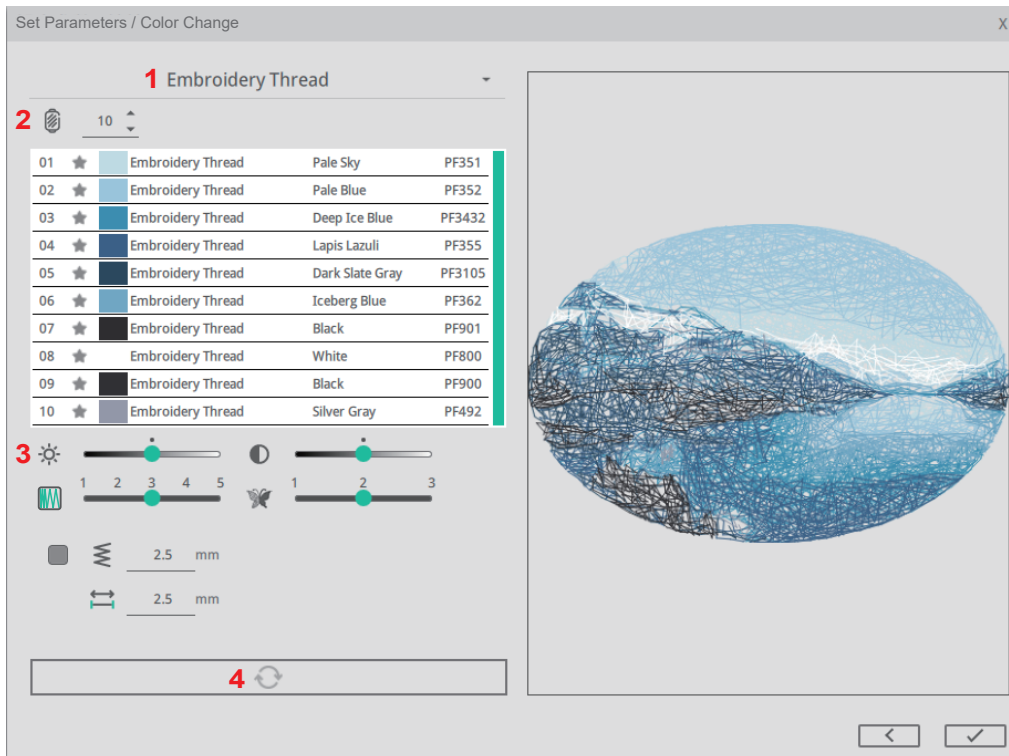 Set Parameters / Color Change X
1 Embroidery Thread
2 10
01 Embroidery Thread Pale Sky PF351
02 Embroidery Thread Pale Blue PF352
03 Embroidery Thread Deep Ice Blue PF3432
04 Embroidery Thread Lapis Lazuli PF355
05 Embroidery Thread Dark Slate Gray PF3105
06 Embroidery Thread Iceberg Blue PF362
07 Embroidery Thread Black PF901
08 Embroidery Thread White PF800
09 Embroidery Thread Black PF900
10 Embroidery Thread Silver Gray PF492
3
1 2 3 4 5 1 2 3
2.5 mm
2.5 mm
4